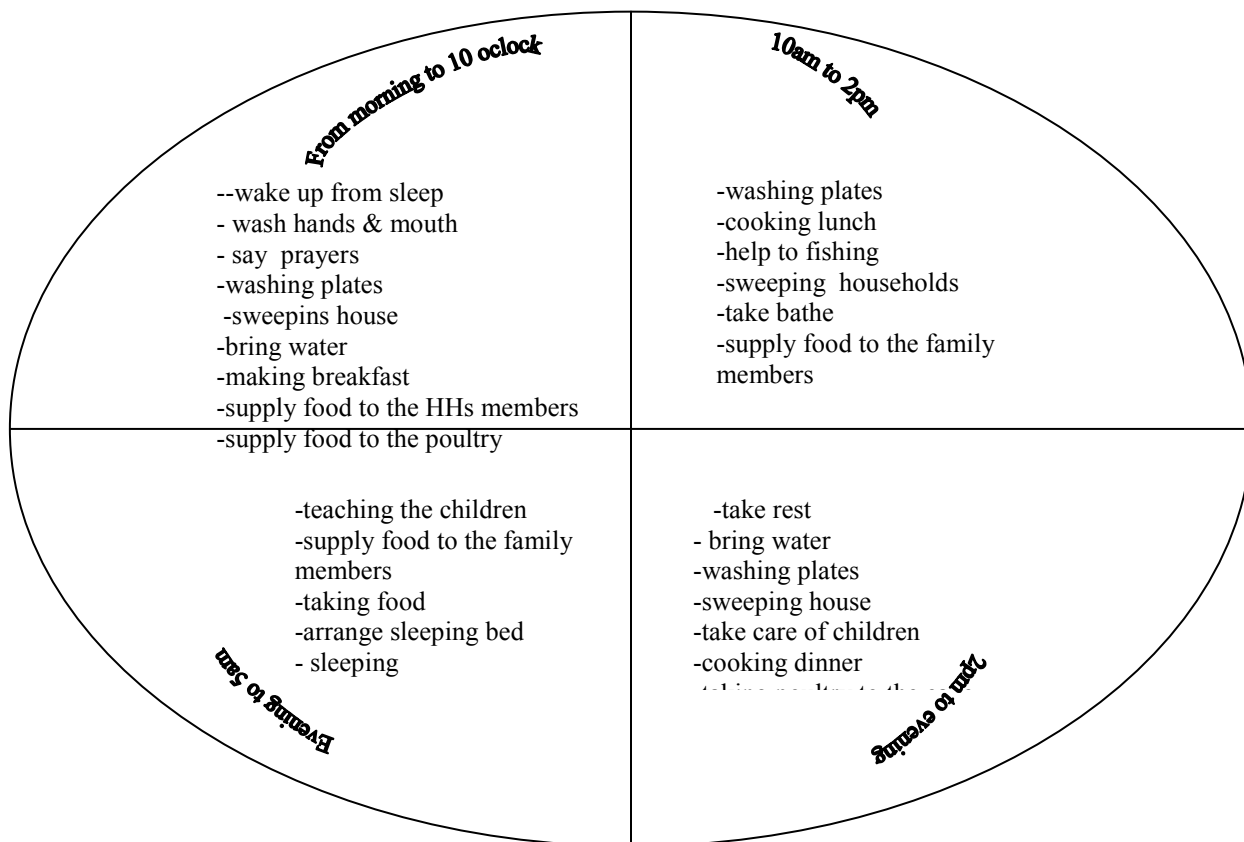 From morning to 10 oclock
--wake up from sleep
- wash hands & mouth
- say prayers
-washing plates
-sweepins house
-bring water
-making breakfast
-supply food to the HHs members
-supply food to the poultry
10am to 2pm
-washing plates
-cooking lunch
-help to fishing
-sweeping households
-take bathe
-supply food to the family
members
-teaching the children
-supply food to the family
members
-taking food
-arrange sleeping bed
- sleeping
Evening to 5am
-take rest
- bring water
-washing plates
-sweeping house
-take care of children
-cooking dinner
-taking poultry to the
2pm to evening